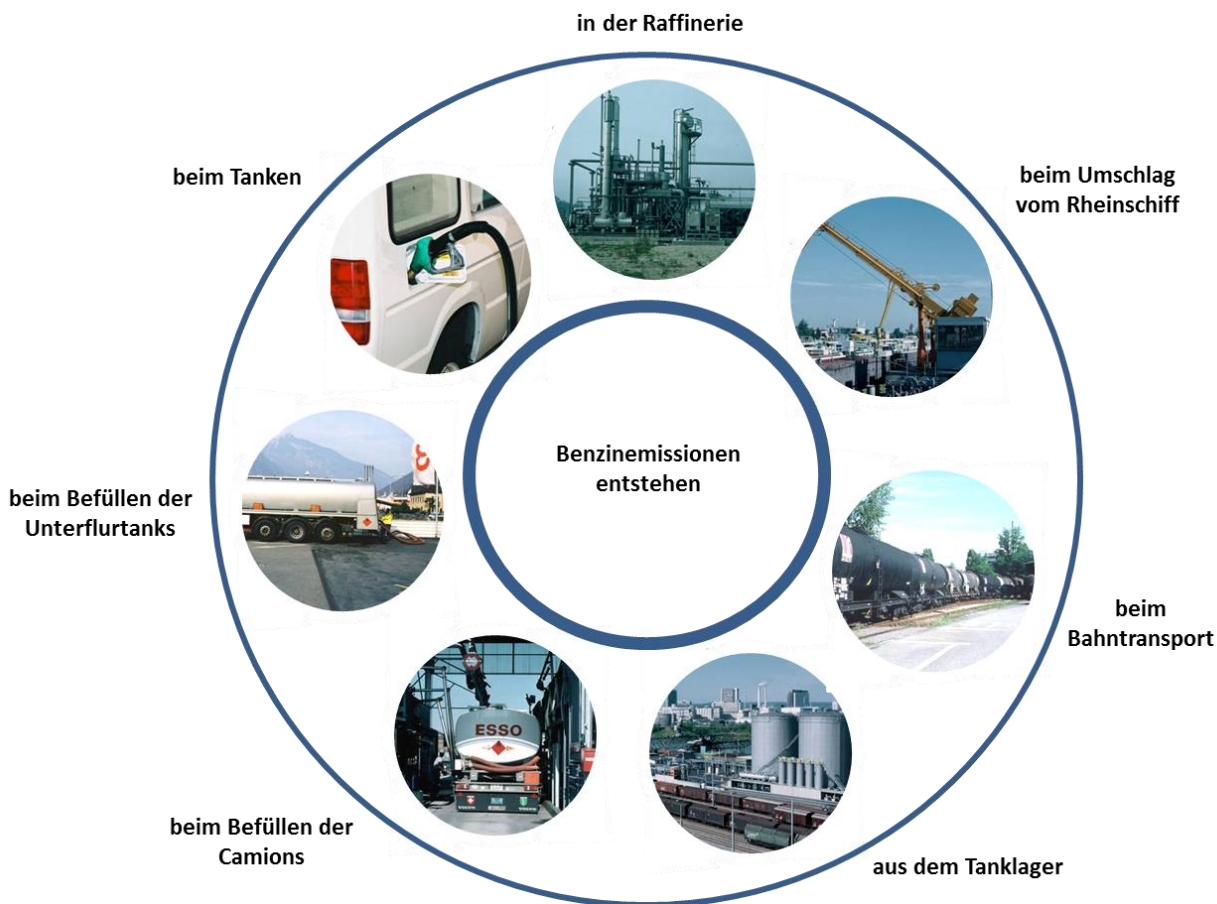 in der Raffinerie
beim Umschlag
vom Rheinschiff
beim
Bahntransport
aus dem Tanklager
beim Befüllen der
Camions
beim Befüllen der
Unterflurtanks
beim Tanken
Benzinemissionen
entstehen
ESSO